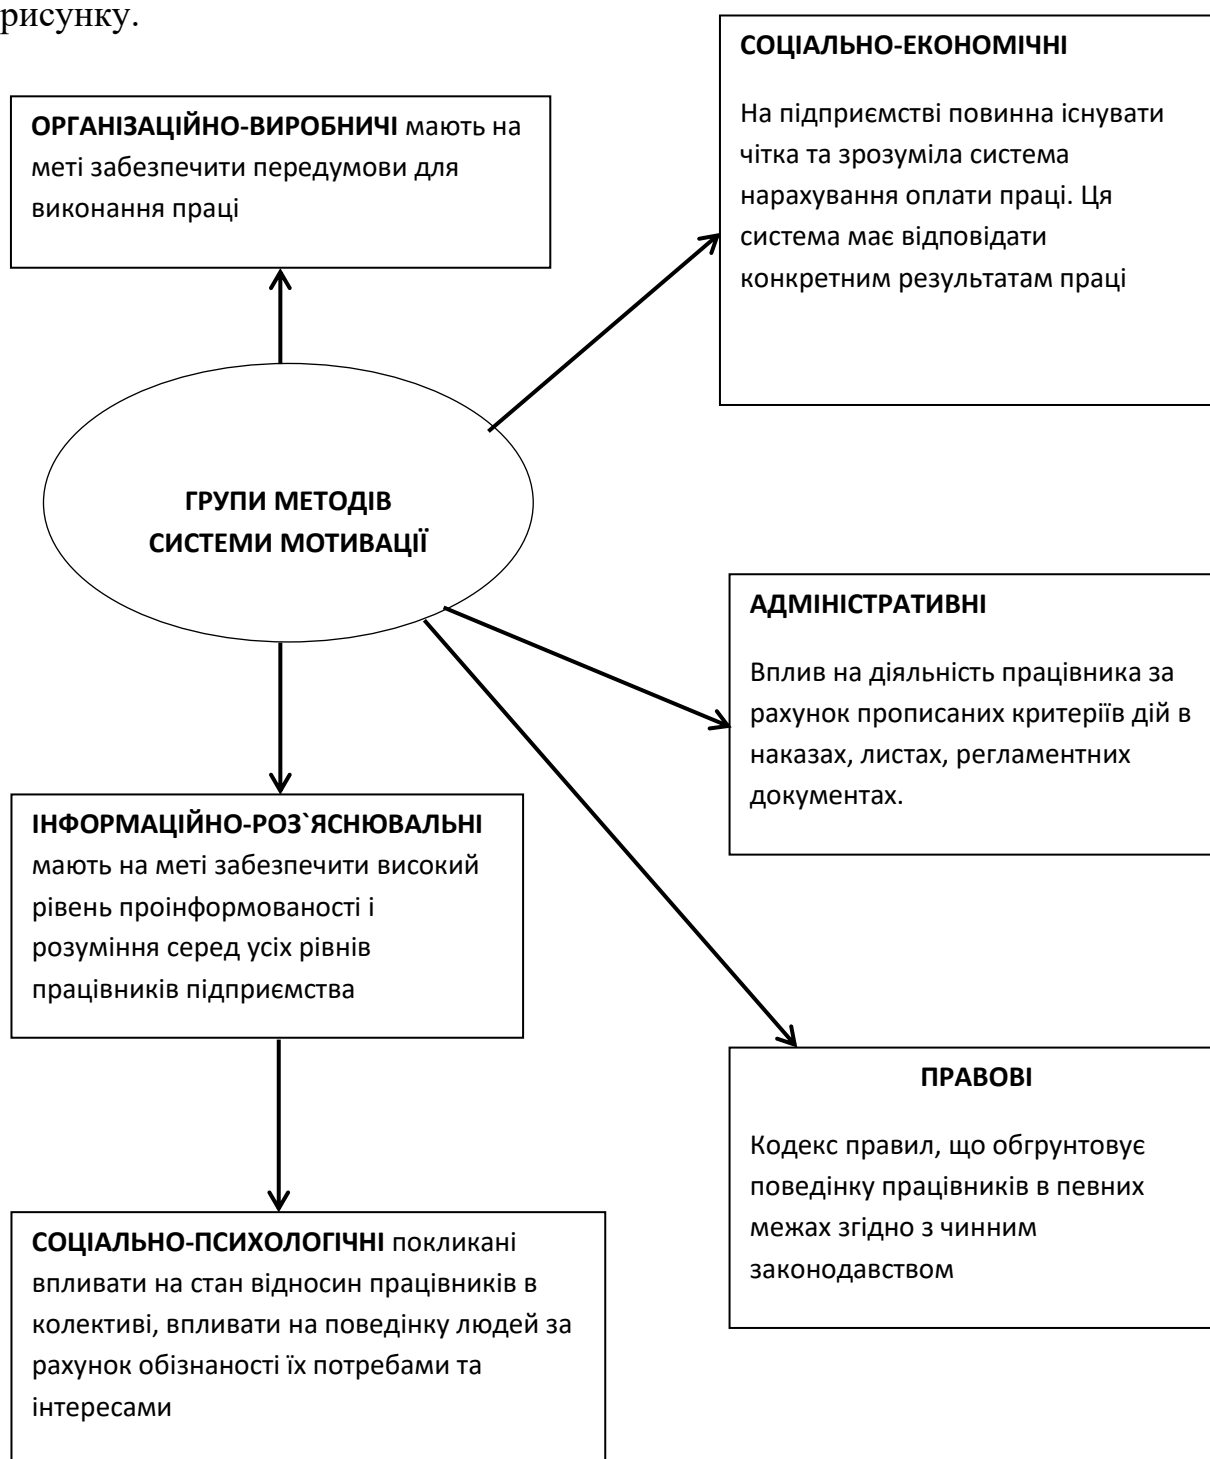 рисунку.
СОЦІАЛЬНО-ЕКОНОМІЧНІ
На підприємстві повинна існувати
чітка та зрозуміла система
нарахування оплати праці. Ця
система має відповідати
конкретним результатам праці
ОРГАНІЗАЦІЙНО-ВИРОБНИЧІ мають на
меті забезпечити передумови для
виконання праці
ГРУПИ МЕТОДІВ
СИСТЕМИ МОТИВАЦІЇ
АДМІНІСТРАТИВНІ
Вплив на діяльність працівника за
рахунок прописаних критеріїв дій в
наказах, листах, регламентних
документах.
ІНФОРМАЦІЙНО-РОЗ`ЯСНЮВАЛЬНІ
мають на меті забезпечити високий
рівень проінформованості і
розуміння серед усіх рівнів
працівників підприємства
ПРАВОВІ
Кодекс правил, що обгрунтовує
поведінку працівників в певних
межах згідно з чинним
законодавством
СОЦІАЛЬНО-ПСИХОЛОГІЧНІ покликані
впливати на стан відносин працівників в
колективі, впливати на поведінку людей за
рахунок обізнаності їх потребами та
інтересами